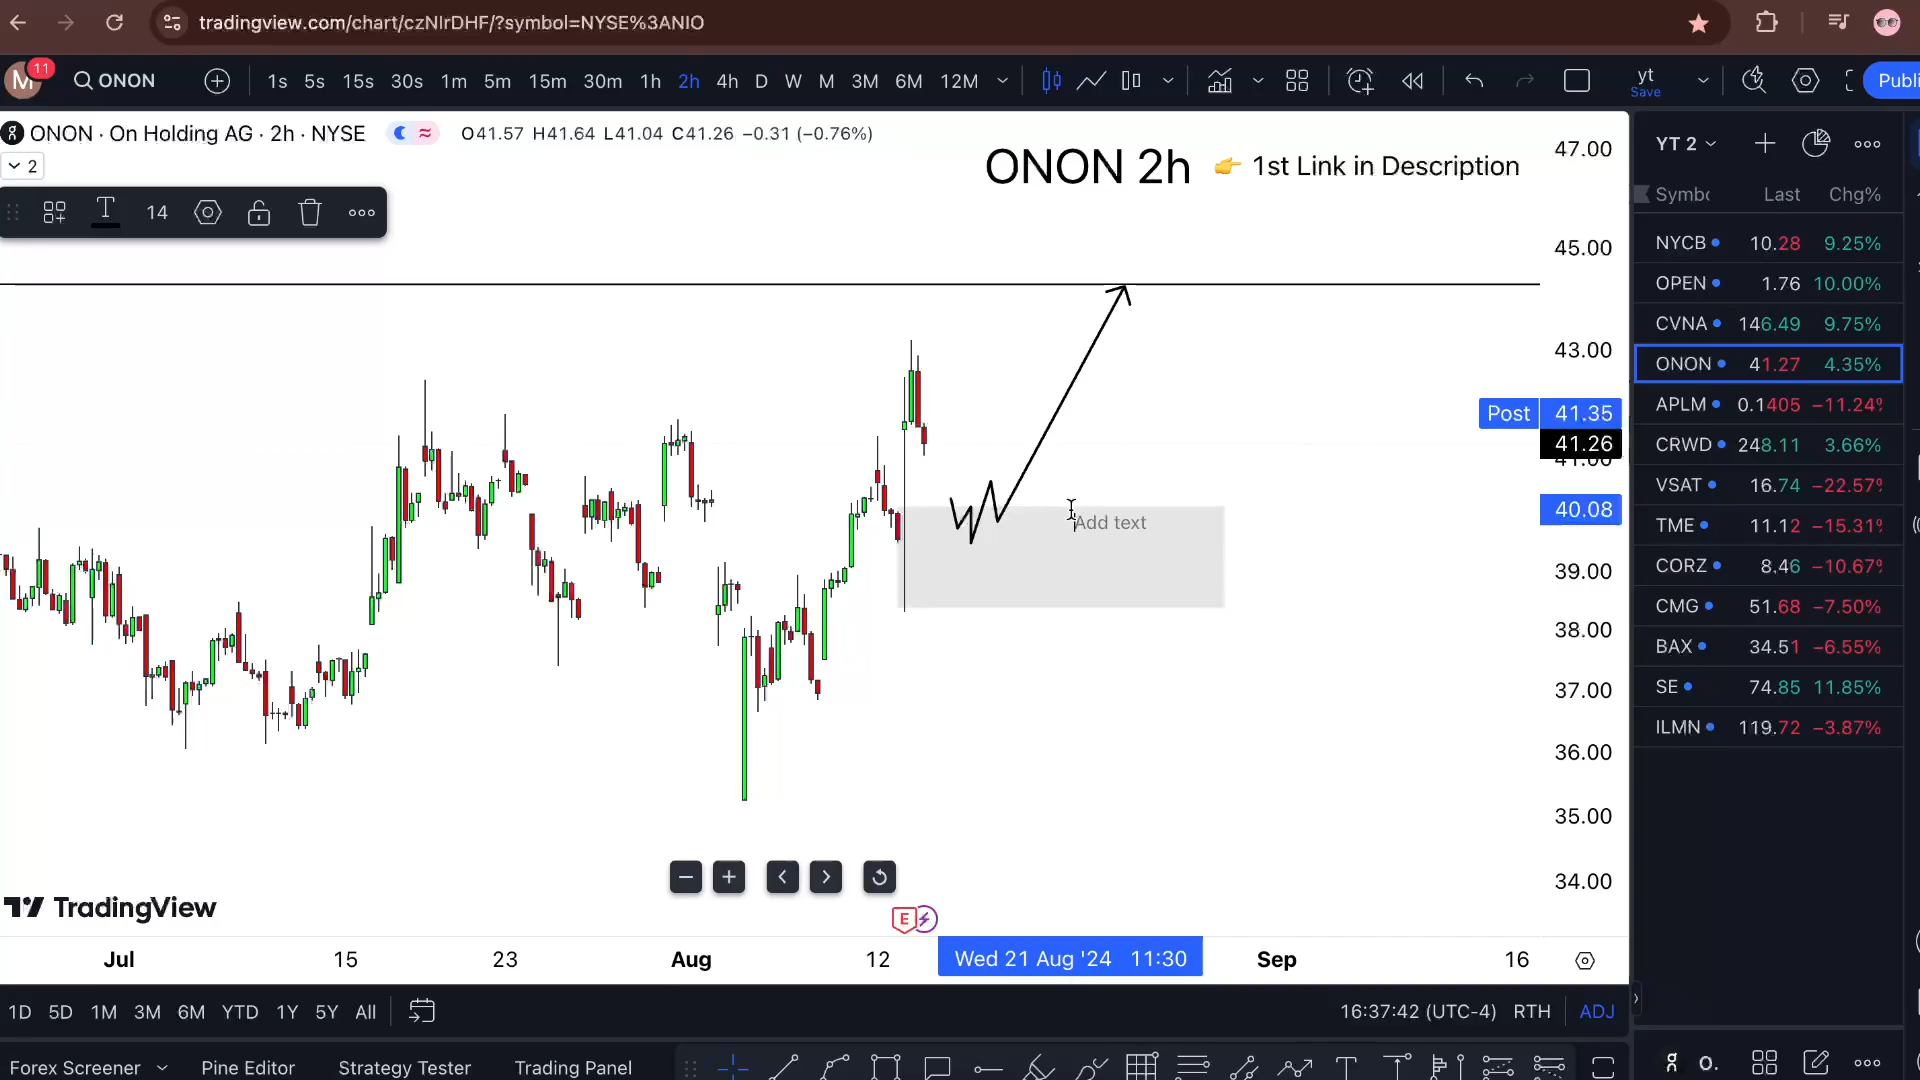 tradingview.com/chart/czNIrDHF/?symbol=NYSE%3ANIO
M 11 ONON 1s 5s 15s 30s 1m 5m 15m 30m 1h 2h 4h D W M 3M 6M 12M yt Save Publi
ONON · On Holding AG · 2h · NYSE O41.57 H41.64 L41.04 C41.26 −0.31 (−0.76%)
2
14
ONON 2h 👉 1st Link in Description
47.00
45.00
43.00
Post 41.35
41.26
41.00
40.08
39.00
38.00
37.00
36.00
35.00
34.00
Add text
TradingView
E
Jul 15 23 Aug 12 Wed 21 Aug '24 11:30 Sep 16
1D 5D 1M 3M 6M YTD 1Y 5Y All 16:37:42 (UTC-4) RTH ADJ
Forex Screener Pine Editor Strategy Tester Trading Panel
YT 2
Last Chg%
NYCB 10.28 9.25%
OPEN 1.76 10.00%
CVNA 146.49 9.75%
ONON 41.27 4.35%
APLM 0.1405 −11.24%
CRWD 248.11 3.66%
VSAT 16.74 −22.57%
TME 11.12 −15.31%
CORZ 8.46 −10.67%
CMG 51.68 −7.50%
BAX 34.51 −6.55%
SE 74.85 11.85%
ILMN 119.72 −3.87%
O.